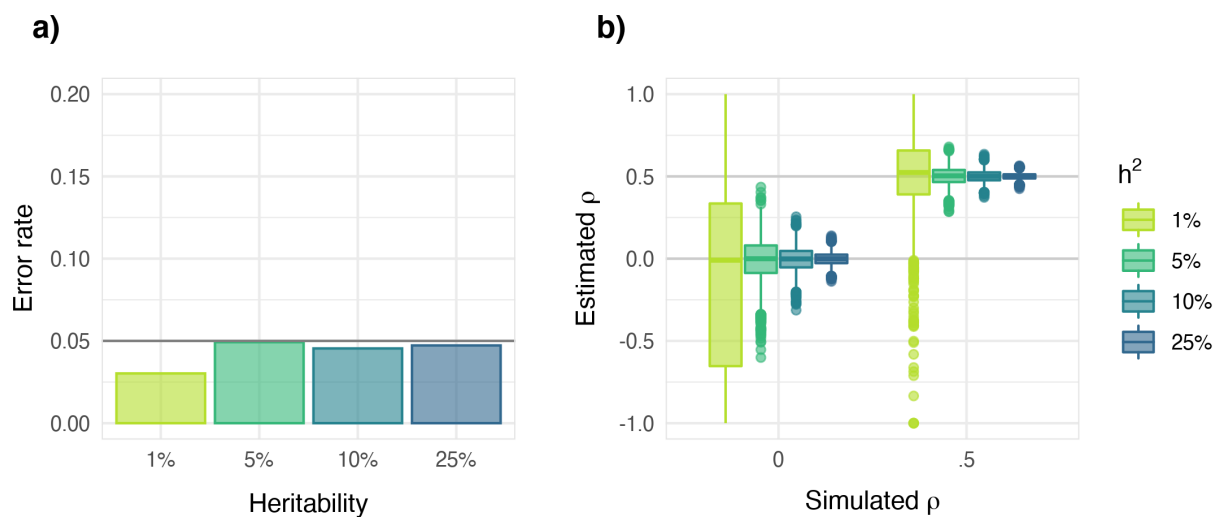 a)
Error rate
0.20
0.15
0.10
0.05
0.00
1% 5% 10% 25%
Heritability
b)
Estimated ρ
1.0
0.5
0.0
-0.5
-1.0
0 .5
Simulated ρ
h²
1%
5%
10%
25%